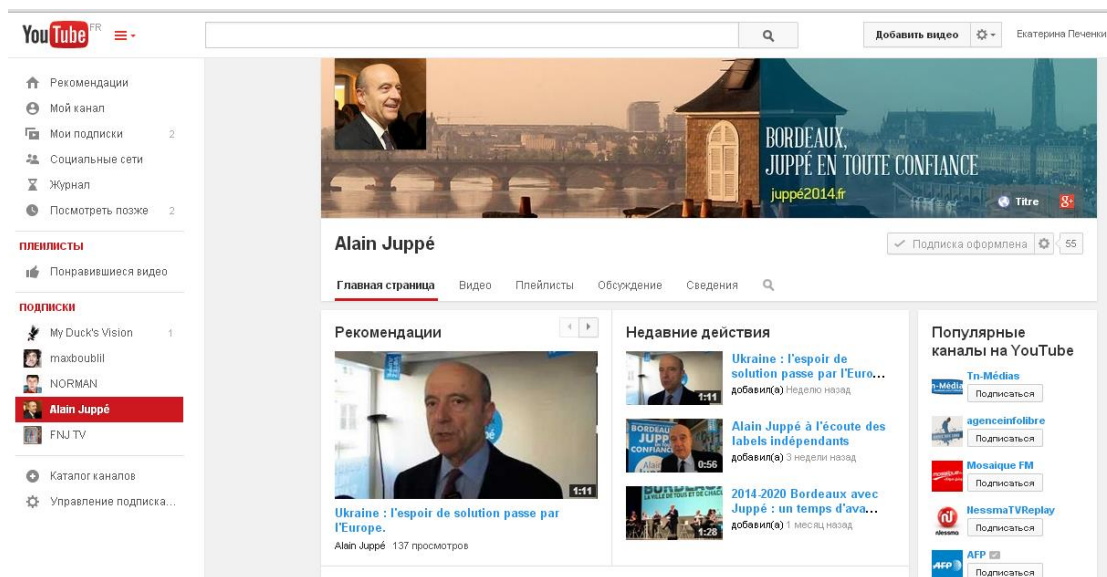 YouTube FR
Добавить видео
Екатерина Печенки
Рекомендации
Мой канал
Мои подписки 2
Социальные сети
Журнал
Посмотреть позже 2
ПЛЕЙЛИСТЫ
Понравившиеся видео
ПОДПИСКИ
My Duck's Vision 1
maxboublil
NORMAN
Alain Juppé
FNJ TV
Каталог каналов
Управление подписка...
BORDEAUX,
JUPPÉ EN TOUTE CONFIANCE
juppé2014.fr
Titre
g+
Alain Juppé
Подписка оформлена 55
Главная страница Видео Плейлисты Обсуждение Сведения
Рекомендации
1:11
Ukraine : l'espoir de solution passe par
l'Europe.
Alain Juppé 137 просмотров
Недавние действия
Ukraine : l'espoir de
solution passe par l'Euro...
добавил(а) Неделю назад
1:11
Alain Juppé à l'écoute des
labels indépendants
добавил(а) 3 недели назад
0:56
2014-2020 Bordeaux avec
Juppé : un temps d'ava...
добавил(а) 1 месяц назад
1:28
Популярные
каналы на YouTube
Tn-Médias
Подписаться
agenceinfolibre
Подписаться
Mosaique FM
Подписаться
NessmaTVReplay
Подписаться
AFP
Подписаться